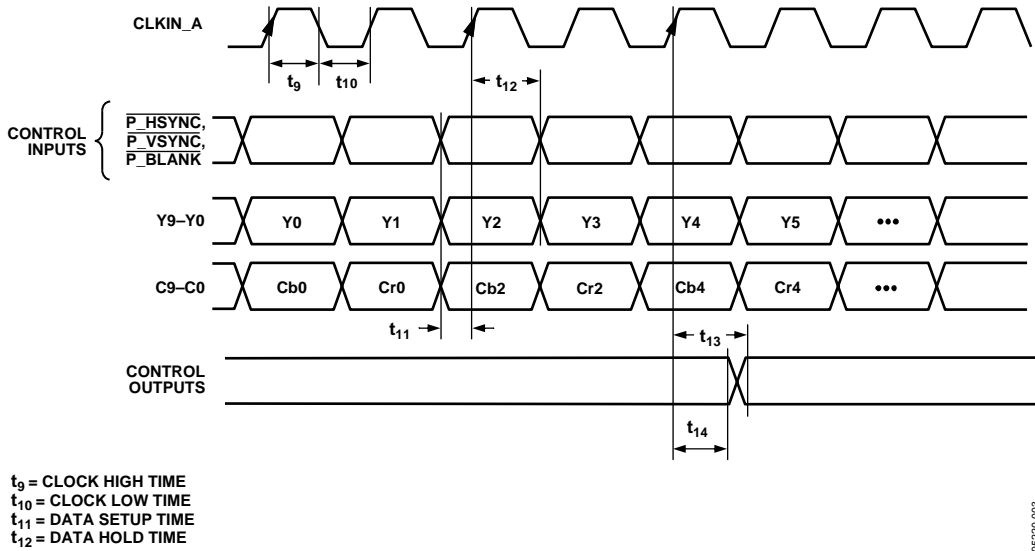 CLKIN_A
t9
t10
t12
CONTROL
INPUTS
P_HSYNC,
P_VSYNC,
P_BLANK
Y9–Y0
Y0
Y1
Y2
Y3
Y4
Y5
•••
C9–C0
Cb0
Cr0
Cb2
Cr2
Cb4
Cr4
•••
t11
t13
CONTROL
OUTPUTS
t14
t9 = CLOCK HIGH TIME
t10 = CLOCK LOW TIME
t11 = DATA SETUP TIME
t12 = DATA HOLD TIME